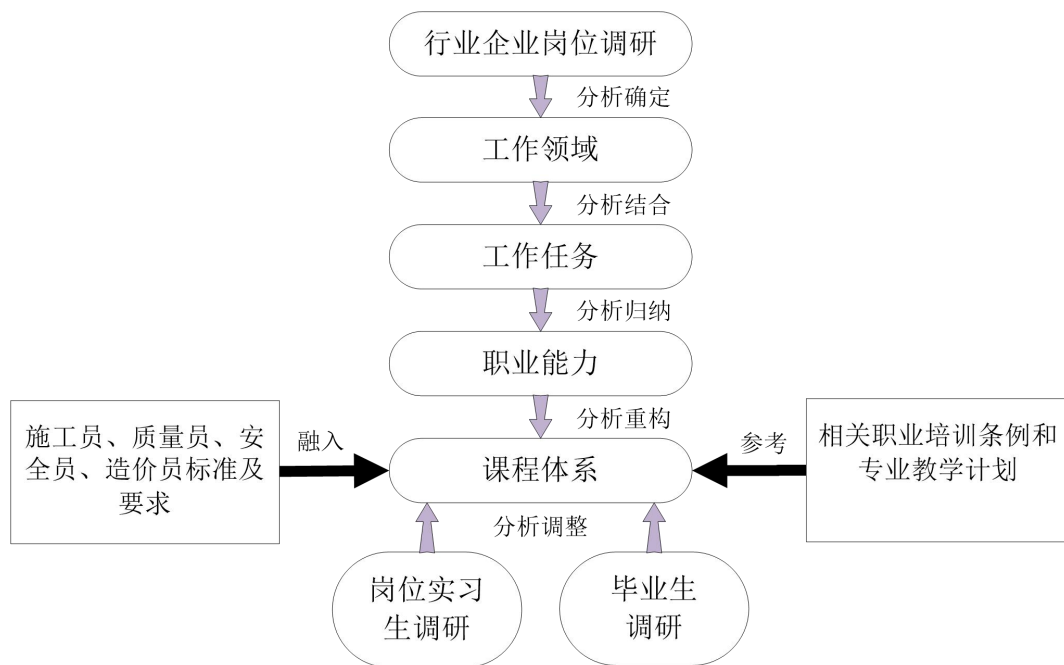 行业企业岗位调研
分析确定
工作领域
分析结合
工作任务
分析归纳
职业能力
分析重构
施工员、质量员、安
全员、造价员标准及
要求
融入
课程体系
参考
相关职业培训条例和
专业教学计划
分析调整
岗位实习
生调研
毕业生
调研